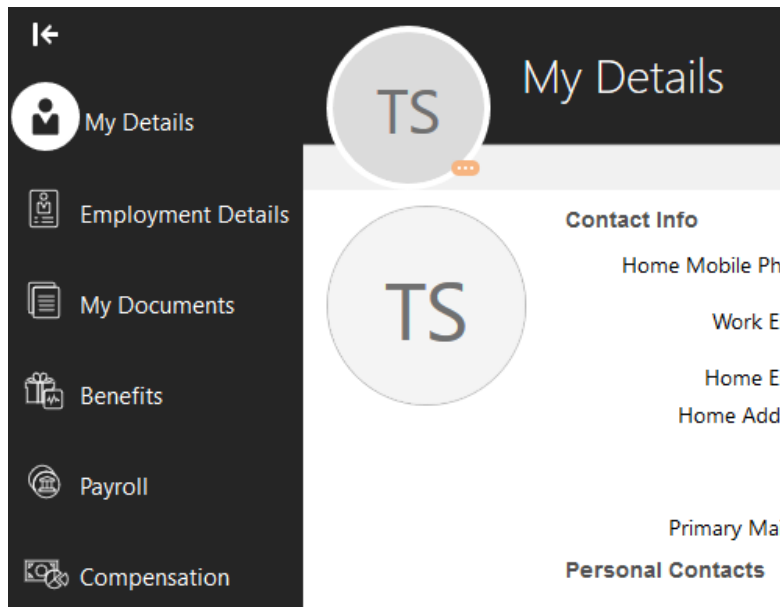 My Details
Employment Details
My Documents
Benefits
Payroll
Compensation
TS
My Details
TS
Contact Info
Home Mobile Ph
Work E
Home E
Home Add
Primary Ma
Personal Contacts